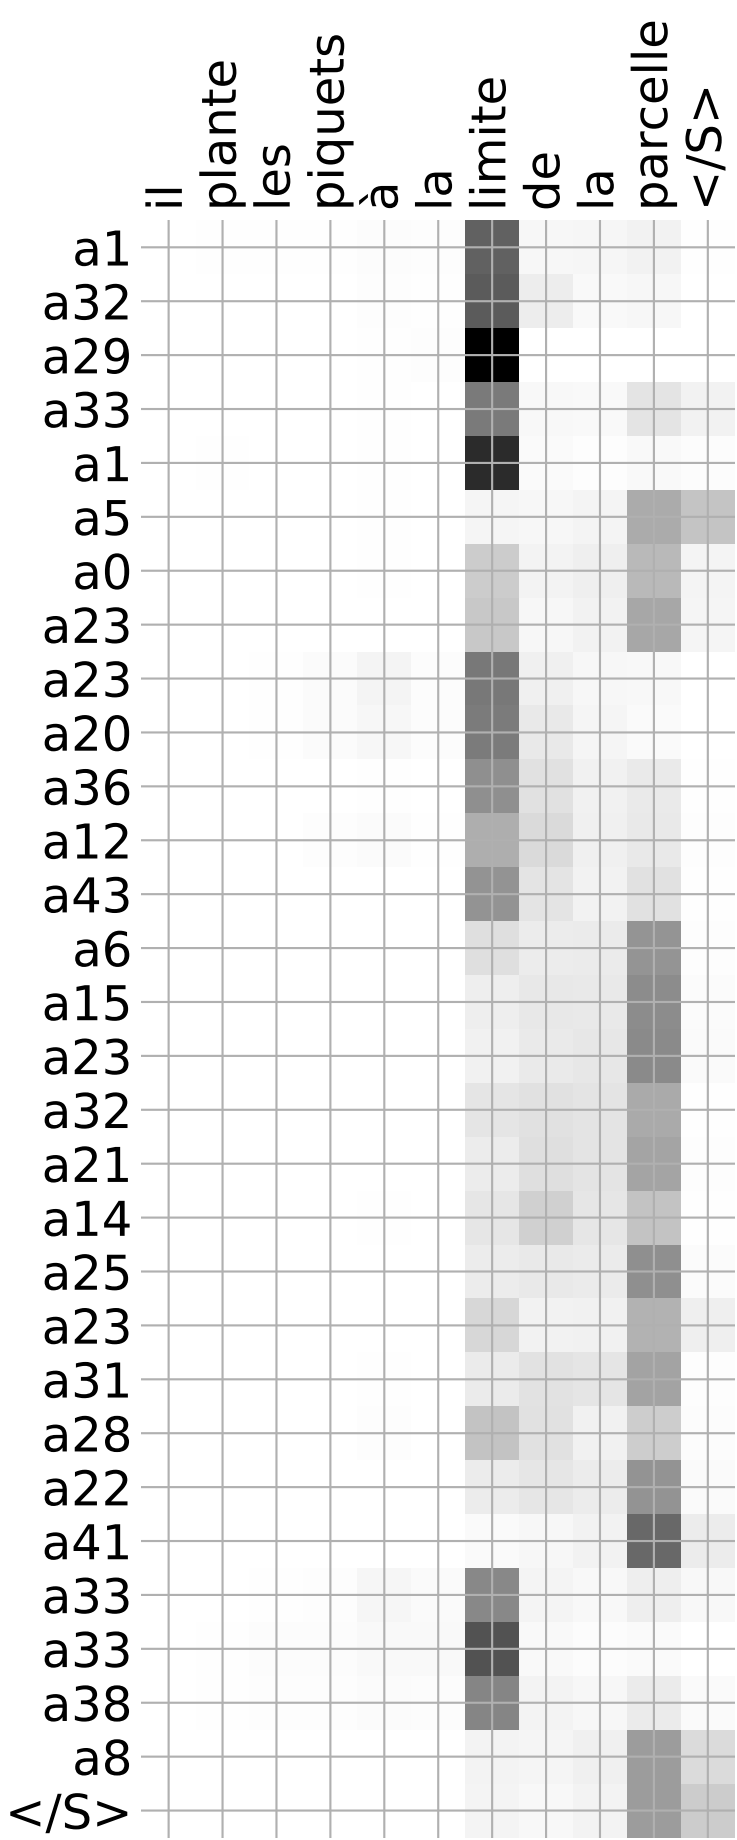 il plante les piquets à la limite de la parcelle </S>
a1
a32
a29
a33
a1
a5
a0
a23
a23
a20
a36
a12
a43
a6
a15
a23
a32
a21
a14
a25
a23
a31
a28
a22
a41
a33
a33
a38
a8
</S>